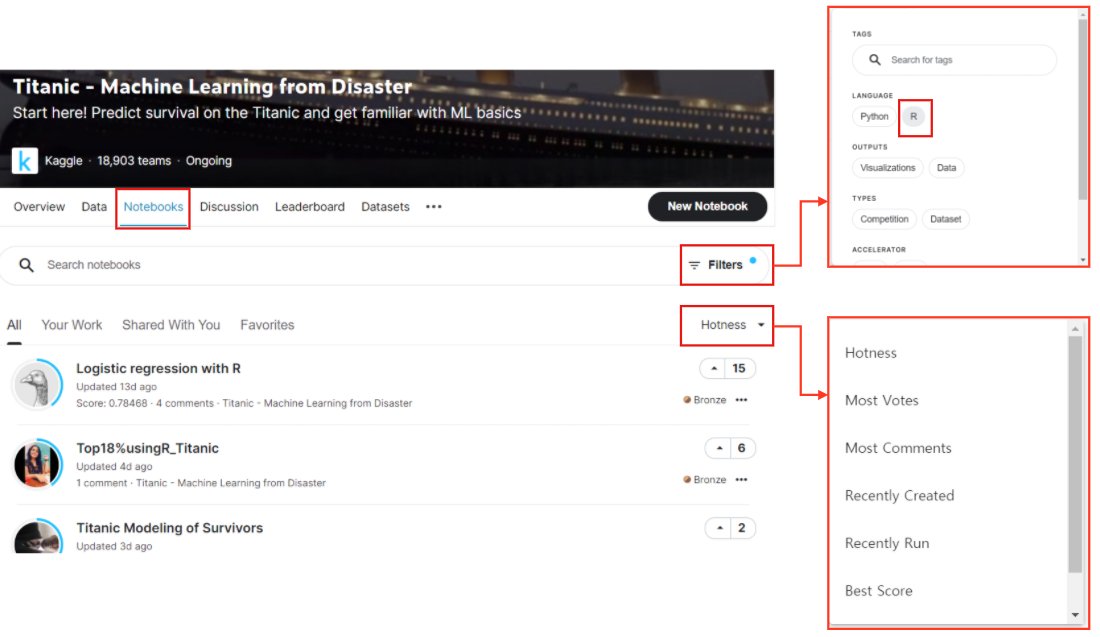 Titanic - Machine Learning from Disaster
Start here! Predict survival on the Titanic and get familiar with ML basics
k
Kaggle · 18,903 teams · Ongoing
Overview Data Notebooks Discussion Leaderboard Datasets •••
New Notebook
Search notebooks
Filters
All Your Work Shared With You Favorites
Hotness
Logistic regression with R
Updated 13d ago
Score: 0.78468 · 4 comments · Titanic - Machine Learning from Disaster
15
Bronze •••
Top18%usingR_Titanic
Updated 4d ago
1 comment · Titanic - Machine Learning from Disaster
6
Bronze •••
Titanic Modeling of Survivors
Updated 3d ago
2
TAGS
Search for tags
LANGUAGE
Python R
OUTPUTS
Visualizations Data
TYPES
Competition Dataset
ACCELERATOR
Hotness
Most Votes
Most Comments
Recently Created
Recently Run
Best Score